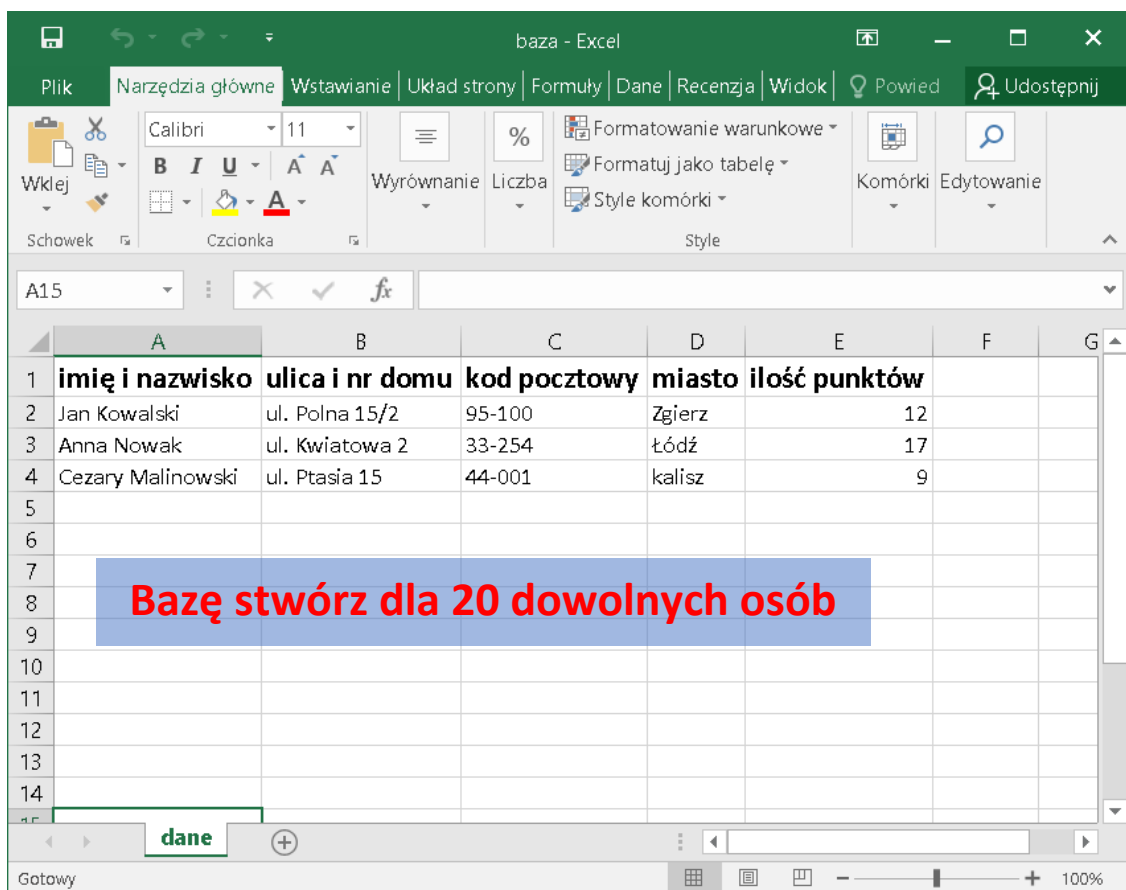 baza - Excel
Plik Narzędzia główne Wstawianie Układ strony Formuły Dane Recenzja Widok Powied Udostępnij
Wklej
Calibri 11
B I U A A
A
Wyrównanie
%
Liczba
Formatowanie warunkowe
Formatuj jako tabelę
Style komórki
Komórki
Edytowanie
Schowek Czcionka Style
A15 fx
A B C D E F G
1 imię i nazwisko ulica i nr domu kod pocztowy miasto ilość punktów
2 Jan Kowalski ul. Polna 15/2 95-100 Zgierz 12
3 Anna Nowak ul. Kwiatowa 2 33-254 Łódź 17
4 Cezary Malinowski ul. Ptasia 15 44-001 kalisz 9
5
6
7
8
9
Bazę stwórz dla 20 dowolnych osób
10
11
12
13
14
15
dane
Gotowy 100%